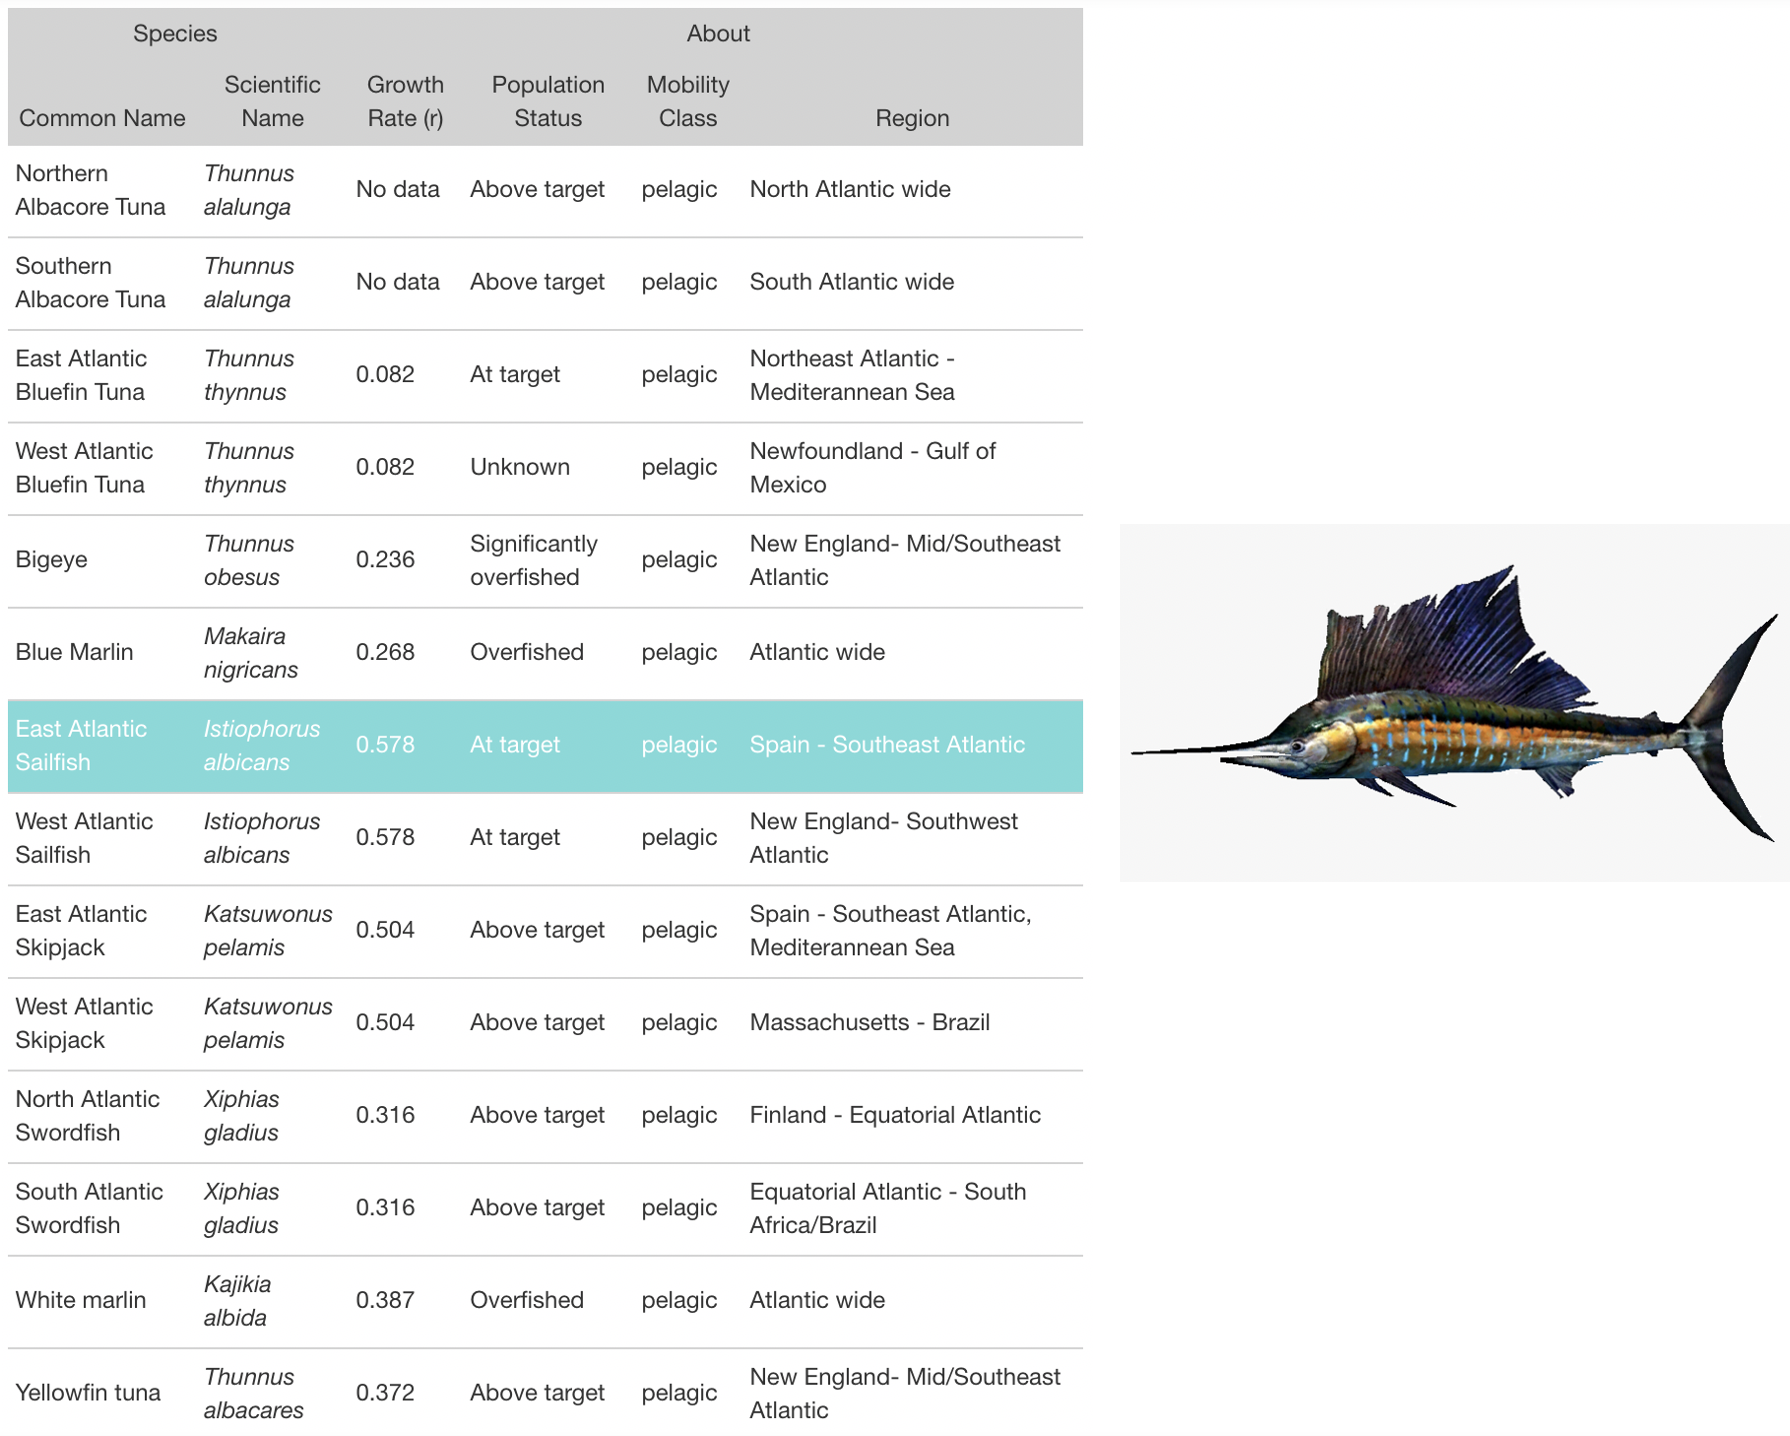 Species About
Common Name Scientific Name Growth Rate (r) Population Status Mobility Class Region
Northern Albacore Tuna Thunnus alalunga No data Above target pelagic North Atlantic wide
Southern Albacore Tuna Thunnus alalunga No data Above target pelagic South Atlantic wide
East Atlantic Bluefin Tuna Thunnus thynnus 0.082 At target pelagic Northeast Atlantic - Mediterannean Sea
West Atlantic Bluefin Tuna Thunnus thynnus 0.082 Unknown pelagic Newfoundland - Gulf of Mexico
Bigeye Thunnus obesus 0.236 Significantly overfished pelagic New England- Mid/Southeast Atlantic
Blue Marlin Makaira nigricans 0.268 Overfished pelagic Atlantic wide
East Atlantic Sailfish Istiophorus albicans 0.578 At target pelagic Spain - Southeast Atlantic
West Atlantic Sailfish Istiophorus albicans 0.578 At target pelagic New England- Southwest Atlantic
East Atlantic Skipjack Katsuwonus pelamis 0.504 Above target pelagic Spain - Southeast Atlantic, Mediterannean Sea
West Atlantic Skipjack Katsuwonus pelamis 0.504 Above target pelagic Massachusetts - Brazil
North Atlantic Swordfish Xiphias gladius 0.316 Above target pelagic Finland - Equatorial Atlantic
South Atlantic Swordfish Xiphias gladius 0.316 Above target pelagic Equatorial Atlantic - South Africa/Brazil
White marlin Kajikia albida 0.387 Overfished pelagic Atlantic wide
Yellowfin tuna Thunnus albacares 0.372 Above target pelagic New England- Mid/Southeast Atlantic